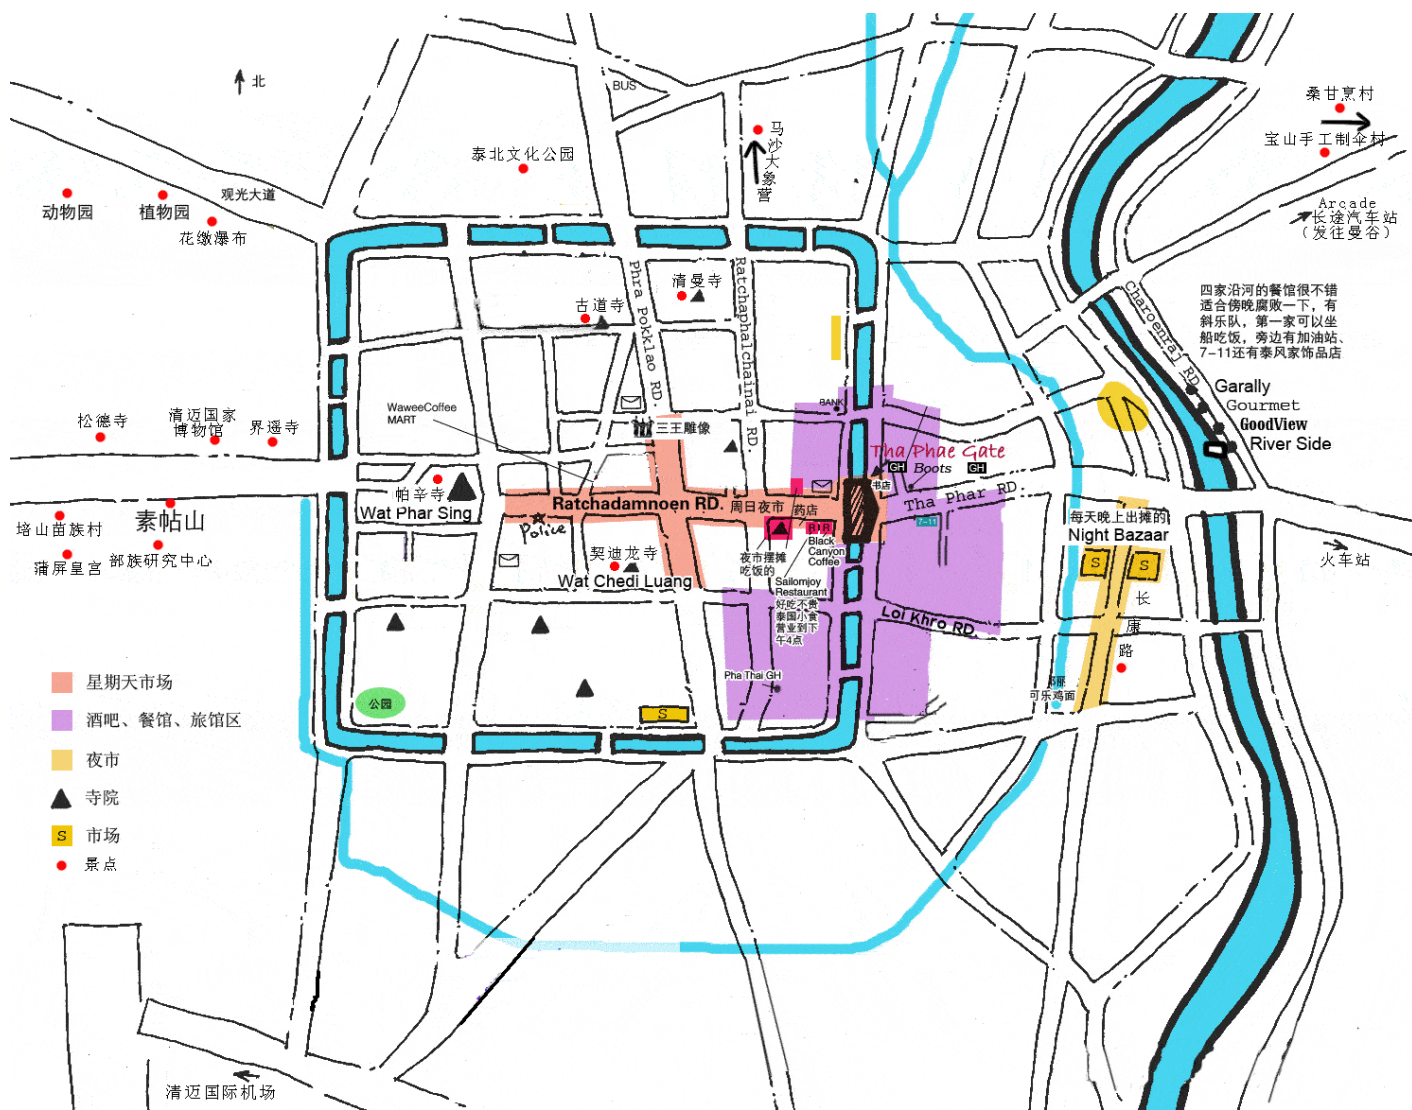 北
BUS
桑甘烹村
宝山手工制伞村
马沙大象营
泰北文化公园
观光大道
动物园
植物园
花缴瀑布
Arcade
长途汽车站
（发往曼谷）
清曼寺
古道寺
Phra Pokklao RD.
Ratchaphalchainai RD.
Charoenraj RD.
四家沿河的餐馆很不错
适合傍晚腐败一下，有
斜乐队，第一家可以坐
船吃饭，旁边有加油站、
7-11还有泰风家饰品店
Garally
Gourmet
GoodView
River Side
WaweeCoffee
MART
BANK
三王雕像
松德寺
清迈国家
博物馆
界遥寺
Tha Phae Gate
GH
Boots
GH
书店
Tha Phar RD.
7-11
帕辛寺
Wat Phar Sing
Ratchadamnoen RD.
周日夜市
药店
Police
R
R
Black
Canyon
Coffee
夜市摆摊
吃饭的
Sailomjoy
Restaurant
好吃不贵
泰国小食
营业到下
午4点
契迪龙寺
Wat Chedi Luang
素帖山
培山苗族村
部族研究中心
蒲屏皇宫
每天晚上出摊的
Night Bazaar
S
S
长康路
火车站
Loi Khro RD.
Pha Thai GH
可乐鸡面
公园
S
星期天市场
酒吧、餐馆、旅馆区
夜市
寺院
S
市场
景点
清迈国际机场